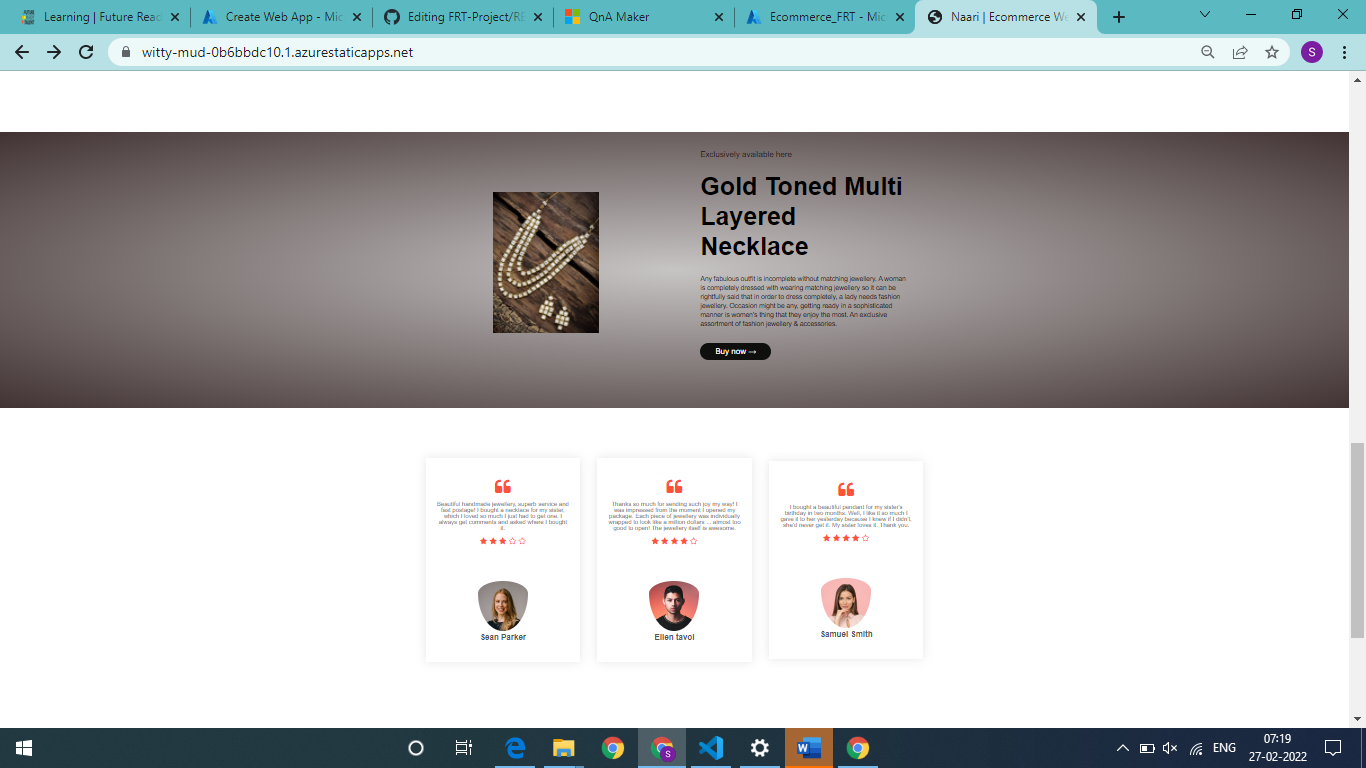 Learning | Future Read
Create Web App - Mic
Editing FRT-Project/RE
QnA Maker
Ecommerce_FRT - Mic
Naari | Ecommerce We
witty-mud-0b6bbdc10.1.azurestaticapps.net
S
Exclusively available here
Gold Toned Multi
Layered
Necklace
Any fabulous outfit is incomplete without matching jewellery. A woman
is completely dressed with wearing matching jewellery so it can be
rightfully said that in order to dress completely, a lady needs fashion
jewellery. Occasion might be any, getting ready in a sophisticated
manner is women's thing that they enjoy the most. An exclusive
assortment of fashion jewellery & accessories.
Buy now →
Beautiful handmade jewellery, superb service and
fast postage! I bought a necklace for my sister,
which I loved so much I just had to get one. I
always get comments and asked where I bought
it.
Sean Parker
Thanks so much for sending such joy my way! I
was impressed from the moment I opened my
package. Each piece of jewellery was individually
wrapped to look like a million dollars ... almost too
good to open! The jewellery itself is awesome.
Ellen tavol
I bought a beautiful pendant for my sister's
birthday in two months. Well, I like it so much I
gave it to her yesterday because I knew if I didn't,
she'd never get it. My sister loves it. Thank you.
Samuel Smith
S
ENG
07:19
27-02-2022